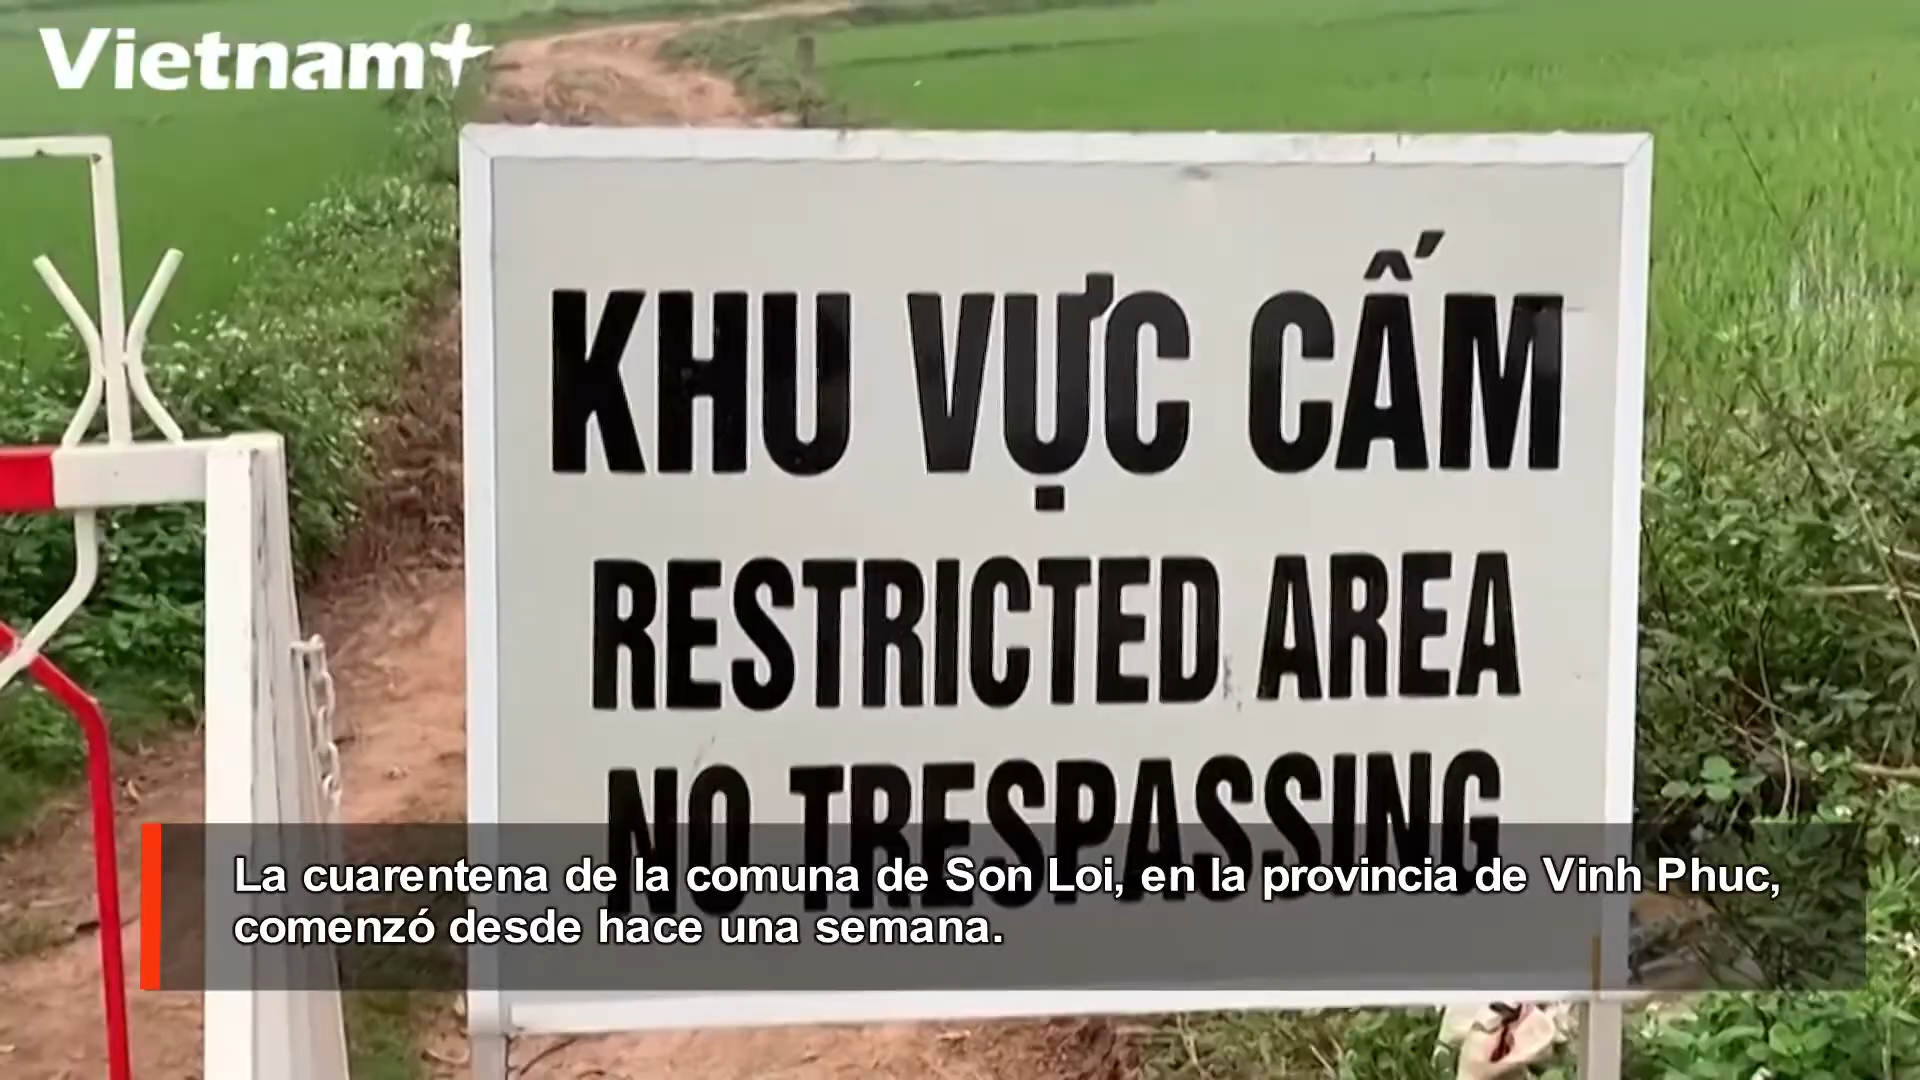 Vietnam+
KHU VỰC CẤM
RESTRICTED AREA
NO TRESPASSING
La cuarentena de la comuna de Son Loi, en la provincia de Vinh Phuc,
comenzó desde hace una semana.